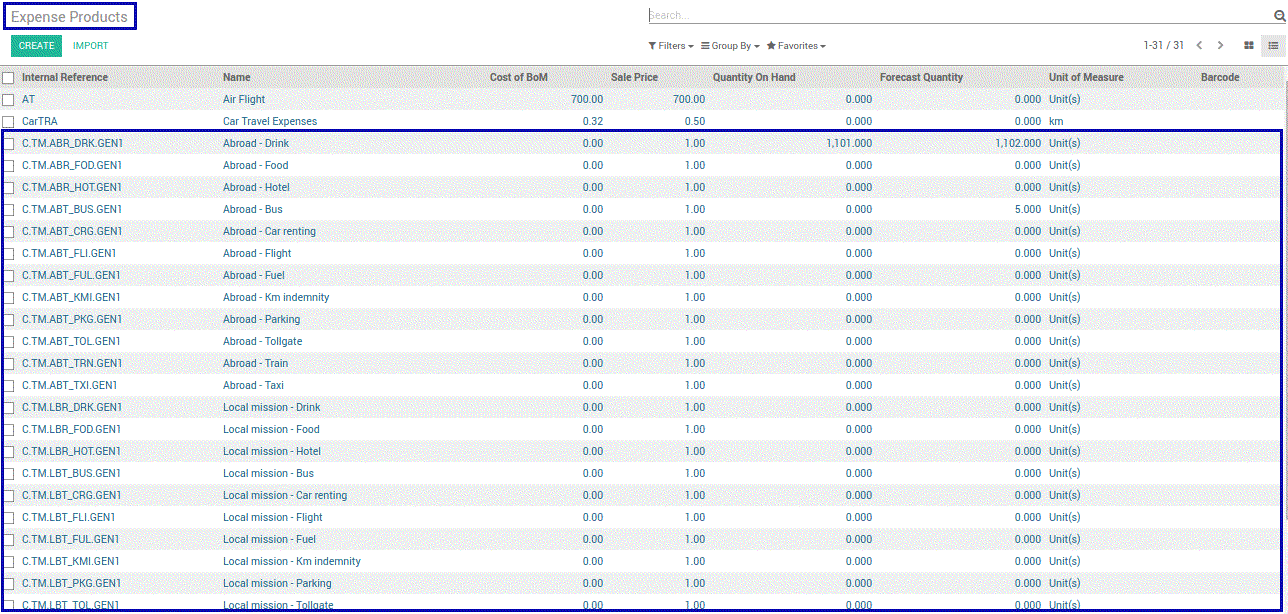 Expense Products
Search...
CREATE IMPORT
Filters Group By Favorites 1-31 / 31
Internal Reference Name Cost of BoM Sale Price Quantity On Hand Forecast Quantity Unit of Measure Barcode
AT Air Flight 700.00 700.00 0.000 0.000 Unit(s)
CarTRA Car Travel Expenses 0.32 0.50 0.000 0.000 km
C.TM.ABR_DRK.GEN1 Abroad - Drink 0.00 1.00 1,101.000 1,102.000 Unit(s)
C.TM.ABR_FOD.GEN1 Abroad - Food 0.00 1.00 0.000 0.000 Unit(s)
C.TM.ABR_HOT.GEN1 Abroad - Hotel 0.00 1.00 0.000 0.000 Unit(s)
C.TM.ABT_BUS.GEN1 Abroad - Bus 0.00 1.00 0.000 5.000 Unit(s)
C.TM.ABT_CRG.GEN1 Abroad - Car renting 0.00 1.00 0.000 0.000 Unit(s)
C.TM.ABT_FLI.GEN1 Abroad - Flight 0.00 1.00 0.000 0.000 Unit(s)
C.TM.ABT_FUL.GEN1 Abroad - Fuel 0.00 1.00 0.000 0.000 Unit(s)
C.TM.ABT_KMI.GEN1 Abroad - Km indemnity 0.00 1.00 0.000 0.000 Unit(s)
C.TM.ABT_PKG.GEN1 Abroad - Parking 0.00 1.00 0.000 0.000 Unit(s)
C.TM.ABT_TOL.GEN1 Abroad - Tollgate 0.00 1.00 0.000 0.000 Unit(s)
C.TM.ABT_TRN.GEN1 Abroad - Train 0.00 1.00 0.000 0.000 Unit(s)
C.TM.ABT_TXI.GEN1 Abroad - Taxi 0.00 1.00 0.000 0.000 Unit(s)
C.TM.LBR_DRK.GEN1 Local mission - Drink 0.00 1.00 0.000 0.000 Unit(s)
C.TM.LBR_FOD.GEN1 Local mission - Food 0.00 1.00 0.000 0.000 Unit(s)
C.TM.LBR_HOT.GEN1 Local mission - Hotel 0.00 1.00 0.000 0.000 Unit(s)
C.TM.LBT_BUS.GEN1 Local mission - Bus 0.00 1.00 0.000 0.000 Unit(s)
C.TM.LBT_CRG.GEN1 Local mission - Car renting 0.00 1.00 0.000 0.000 Unit(s)
C.TM.LBT_FLI.GEN1 Local mission - Flight 0.00 1.00 0.000 0.000 Unit(s)
C.TM.LBT_FUL.GEN1 Local mission - Fuel 0.00 1.00 0.000 0.000 Unit(s)
C.TM.LBT_KMI.GEN1 Local mission - Km indemnity 0.00 1.00 0.000 0.000 Unit(s)
C.TM.LBT_PKG.GEN1 Local mission - Parking 0.00 1.00 0.000 0.000 Unit(s)
C.TM.LBT_TOL.GEN1 Local mission - Tollgate 0.00 1.00 0.000 0.000 Unit(s)